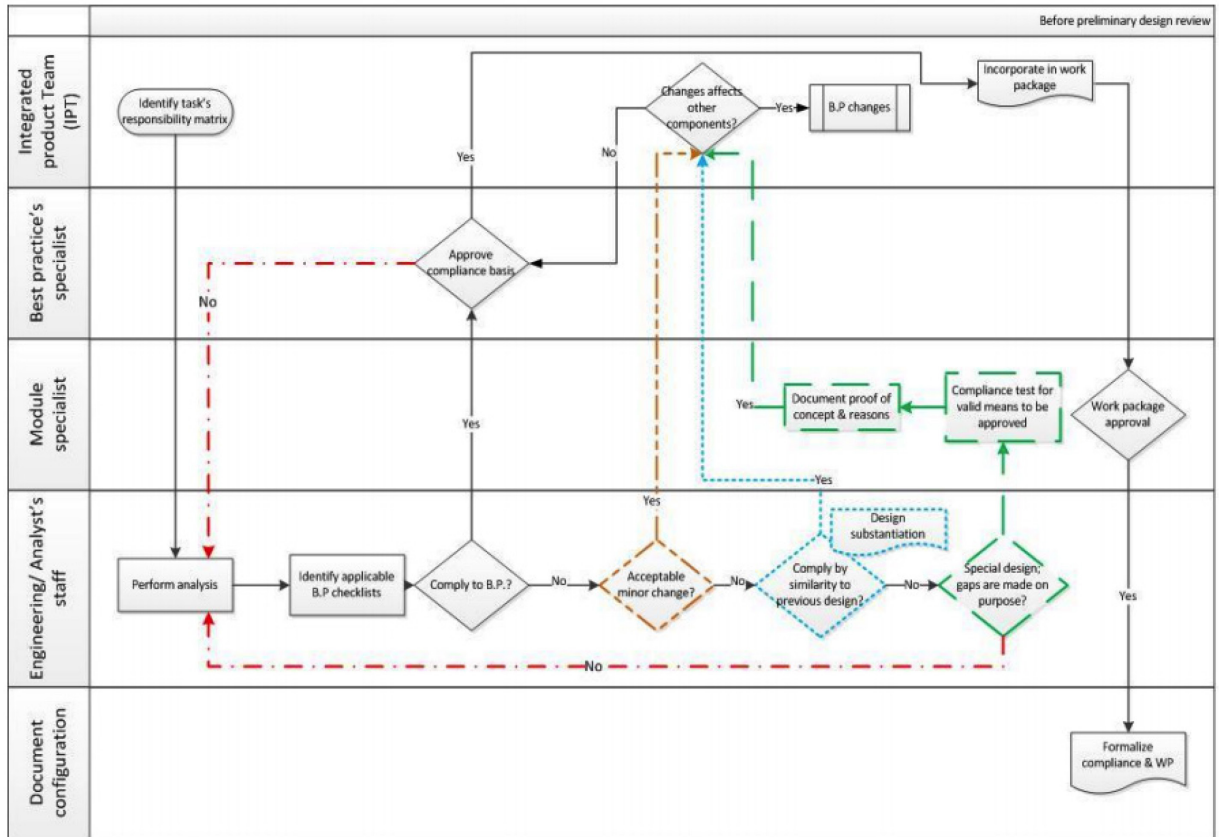 Before preliminary design review
Integrated
product Team
(IPT)
Identify task's
responsibility matrix
Changes affects
other
components?
Yes
B.P changes
Incorporate in work
package
Yes
No
Best practice's
specialist
Approve
compliance basis
No
Module
specialist
Yes
Yes
Document proof of
concept & reasons
Compliance test for
valid means to be
approved
Work package
approval
Yes
Yes
Engineering/ Analyst's
staff
Perform analysis
Identify applicable
B.P checklists
Comply to B.P.?
No
Acceptable
minor change?
No
Design
substantiation
Comply by
similarity to
previous design?
No
Special design;
gaps are made on
purpose?
Yes
No
Document
configuration
Formalize
compliance & WP